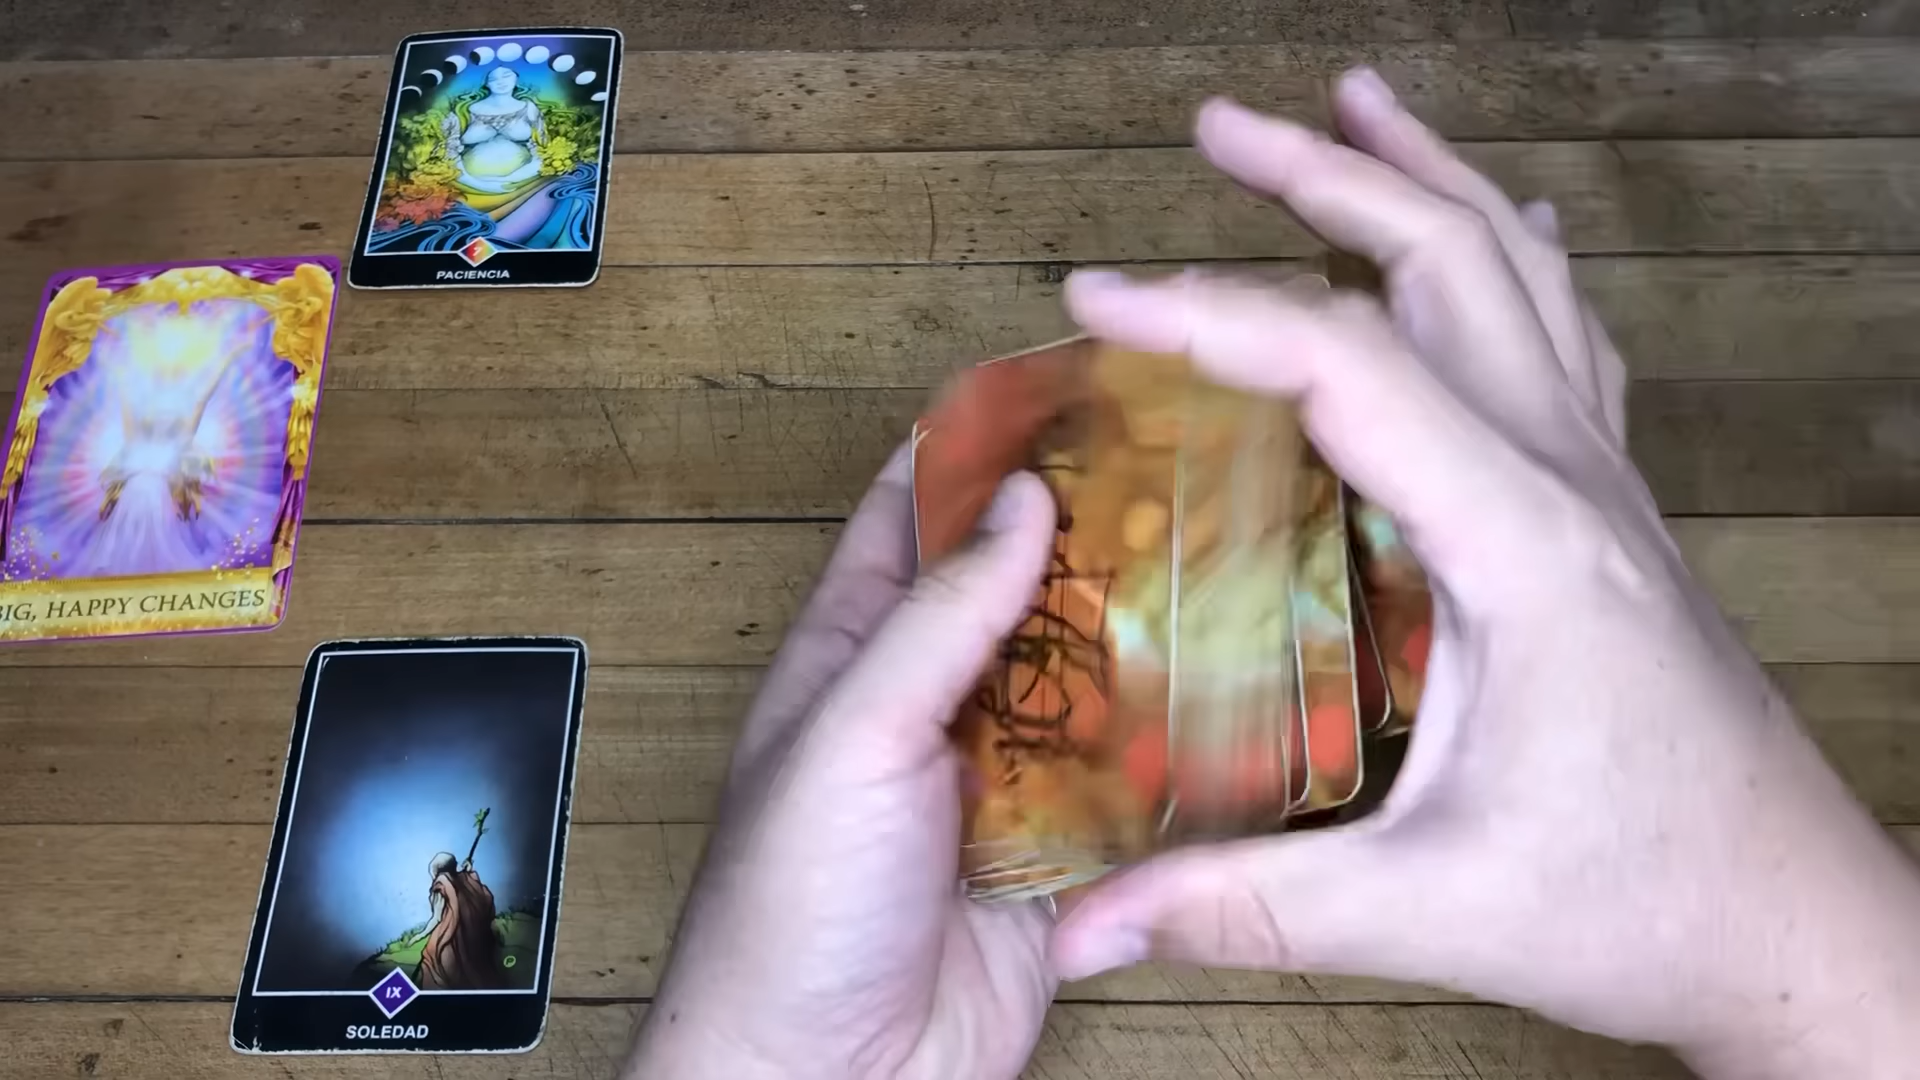 PACIENCIA
BIG, HAPPY CHANGES
IX
SOLEDAD